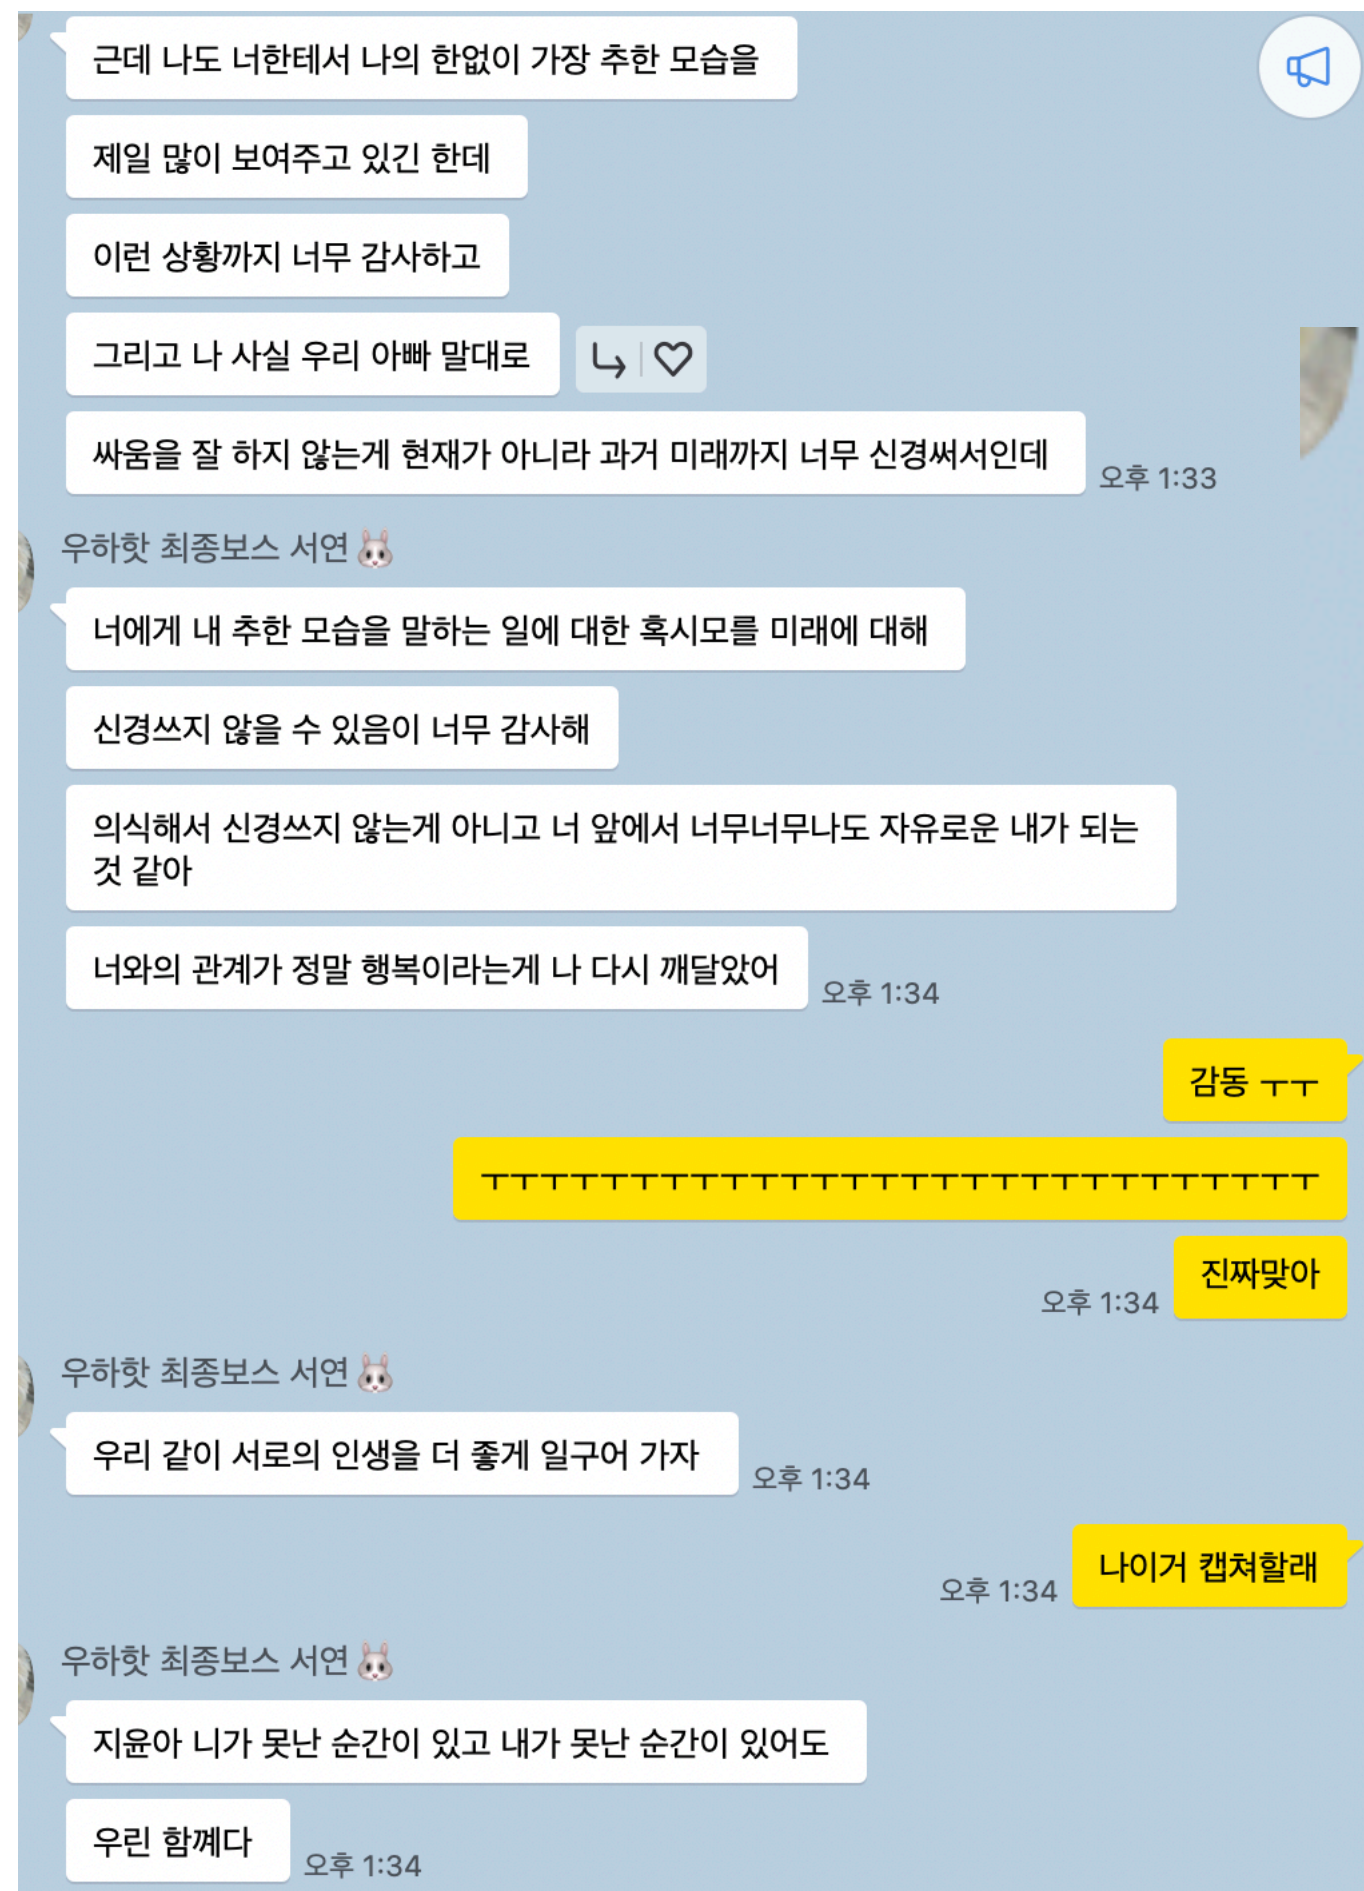 근데 나도 너한테서 나의 한없이 가장 추한 모습을
제일 많이 보여주고 있긴 한데
이런 상황까지 너무 감사하고
그리고 나 사실 우리 아빠 말대로
싸움을 잘 하지 않는게 현재가 아니라 과거 미래까지 너무 신경써서인데
오후 1:33
우하핫 최종보스 서연🐰
너에게 내 추한 모습을 말하는 일에 대한 혹시모를 미래에 대해
신경쓰지 않을 수 있음이 너무 감사해
의식해서 신경쓰지 않는게 아니고 너 앞에서 너무너무나도 자유로운 내가 되는
것 같아
너와의 관계가 정말 행복이라는게 나 다시 깨달았어
오후 1:34
감동 ㅜㅜ
ㅜㅜㅜㅜㅜㅜㅜㅜㅜㅜㅜㅜㅜㅜㅜㅜㅜㅜㅜㅜㅜㅜㅜㅜㅜㅜㅜㅜ
진짜맞아
오후 1:34
우하핫 최종보스 서연🐰
우리 같이 서로의 인생을 더 좋게 일구어 가자
오후 1:34
나이거 캡쳐할래
오후 1:34
우하핫 최종보스 서연🐰
지윤아 니가 못난 순간이 있고 내가 못난 순간이 있어도
우린 함꼐다
오후 1:34